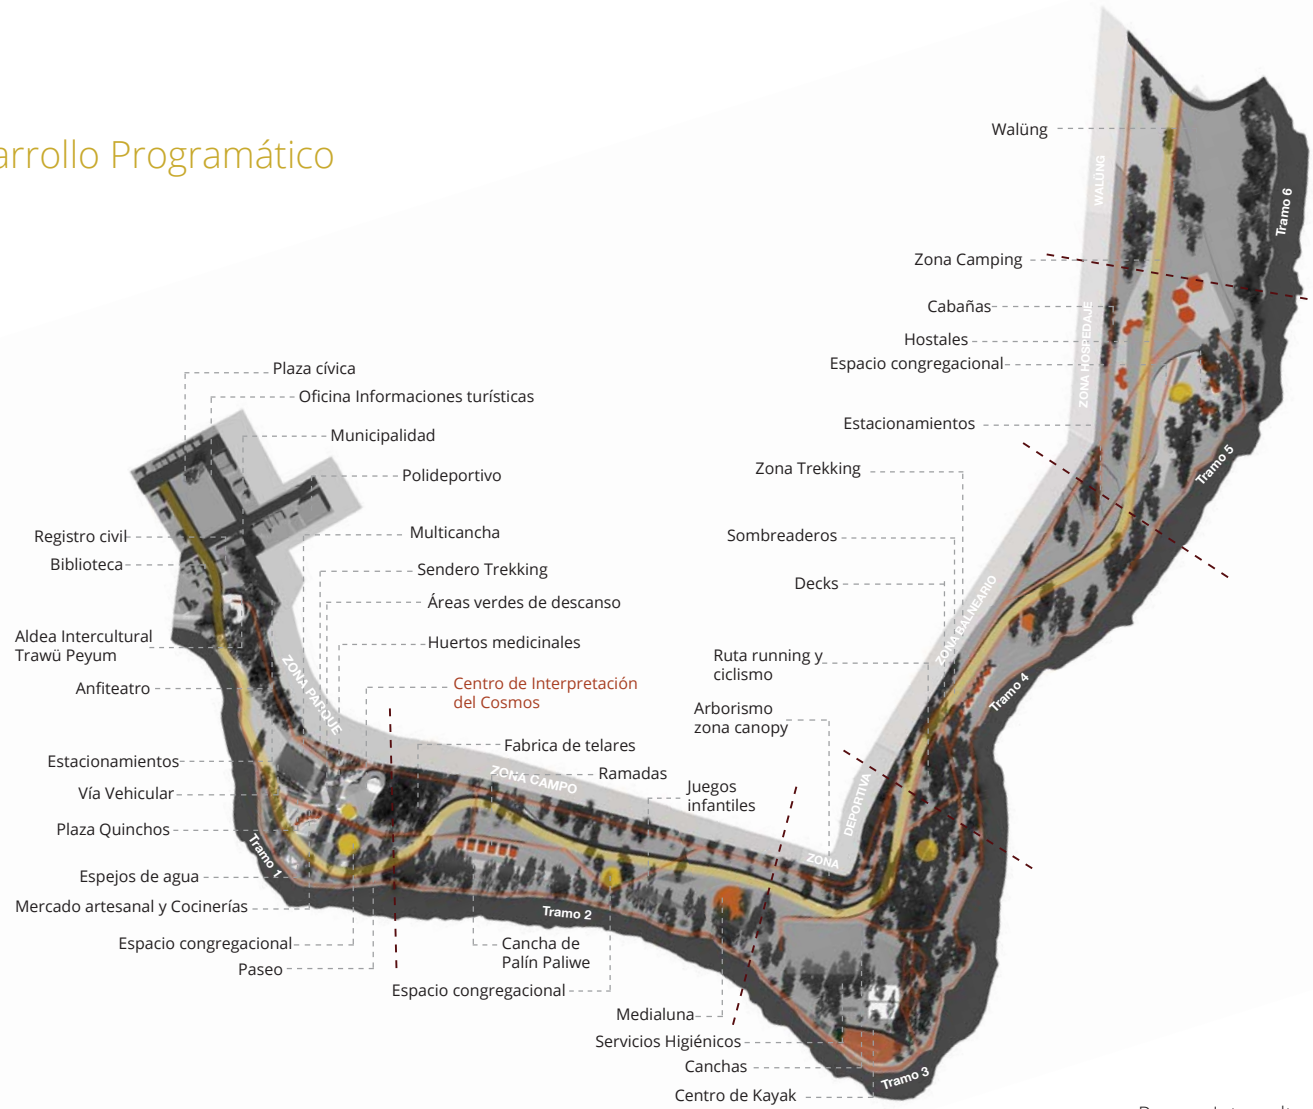 arrollo Programático
Walüng
WALÜNG
Tramo 6
Zona Camping
Cabañas
Hostales
Espacio congregacional
ZONA HOSPEDAJE
Estacionamientos
Tramo 5
Zona Trekking
Sombreaderos
Decks
ZONA BALNEARIO
Ruta running y
ciclismo
Tramo 4
Arborismo
zona canopy
Plaza cívica
Oficina Informaciones turísticas
Municipalidad
Polideportivo
Multicancha
Sendero Trekking
Áreas verdes de descanso
Huertos medicinales
Centro de Interpretación
del Cosmos
Fabrica de telares
Ramadas
Juegos
infantiles
Registro civil
Biblioteca
Aldea Intercultural
Trawü Peyum
Anfiteatro
ZONA PARQUE
ZONA CAMPO
ZONA
DEPORTIVA
Estacionamientos
Vía Vehicular
Plaza Quinchos
Tramo 1
Espejos de agua
Mercado artesanal y Cocinerías
Espacio congregacional
Paseo
Tramo 2
Cancha de
Palín Paliwe
Espacio congregacional
Medialuna
Servicios Higiénicos
Canchas
Centro de Kayak
Tramo 3